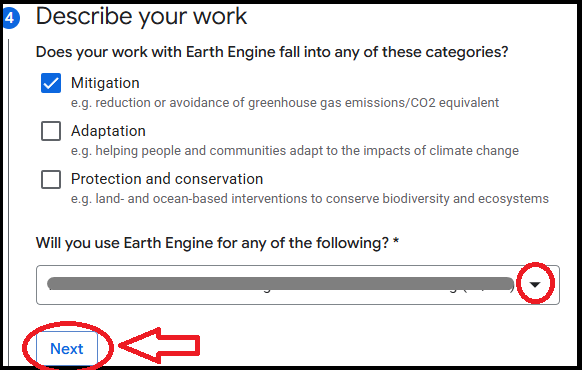 4 Describe your work
Does your work with Earth Engine fall into any of these categories?
Mitigation
e.g. reduction or avoidance of greenhouse gas emissions/CO2 equivalent
Adaptation
e.g. helping people and communities adapt to the impacts of climate change
Protection and conservation
e.g. land- and ocean-based interventions to conserve biodiversity and ecosystems
Will you use Earth Engine for any of the following? *
Next